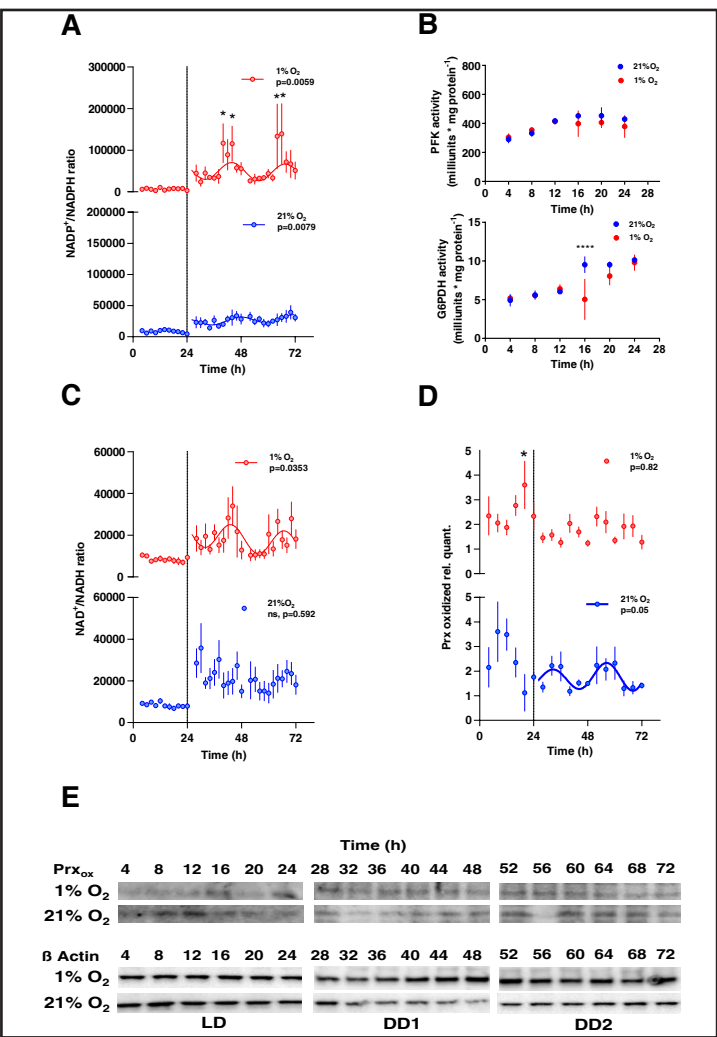 A
300000
200000
100000
50000
0
1% O₂
p=0.0059
* * **
200000
150000
100000
50000
0
21% O₂
p=0.0079
NADP⁺/NADPH ratio
0 24 48 72
Time (h)
B
800
600
400
200
0
21%O₂
1% O₂
PFK activity
(milliunits * mg protein⁻¹)
0 4 8 12 16 20 24 28
Time (h)
15
10
5
0
21%O₂
1% O₂
****
G6PDH activity
(milliunits * mg protein⁻¹)
0 4 8 12 16 20 24 28
Time (h)
C
60000
40000
20000
0
1% O₂
p=0.0353
60000
40000
20000
0
21%O₂
ns, p=0.592
NAD⁺/NADH ratio
0 24 48 72
Time (h)
D
5
4
3
2
1
0
*
1% O₂
p=0.82
5
4
3
2
1
0
21% O₂
p=0.05
Prx oxidized rel. quant.
0 24 48 72
Time (h)
E
Time (h)
Prxₒₓ 4 8 12 16 20 24 28 32 36 40 44 48 52 56 60 64 68 72
1% O₂
21% O₂
ß Actin 4 8 12 16 20 24 28 32 36 40 44 48 52 56 60 64 68 72
1% O₂
21% O₂
LD DD1 DD2